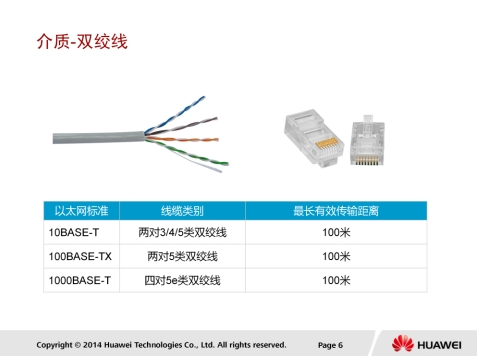 介质-双绞线
以太网标准 线缆类别 最长有效传输距离
10BASE-T 两对3/4/5类双绞线 100米
100BASE-TX 两对5类双绞线 100米
1000BASE-T 四对5e类双绞线 100米
Copyright © 2014 Huawei Technologies Co., Ltd. All rights reserved. Page 6 HUAWEI